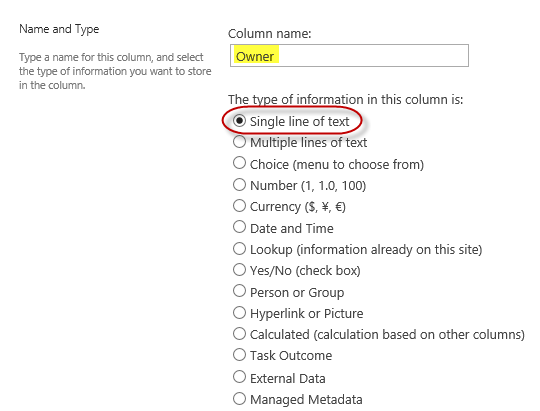 Name and Type
Type a name for this column, and select
the type of information you want to store
in the column.
Column name:
Owner
The type of information in this column is:
Single line of text
Multiple lines of text
Choice (menu to choose from)
Number (1, 1.0, 100)
Currency ($, ¥, €)
Date and Time
Lookup (information already on this site)
Yes/No (check box)
Person or Group
Hyperlink or Picture
Calculated (calculation based on other columns)
Task Outcome
External Data
Managed Metadata